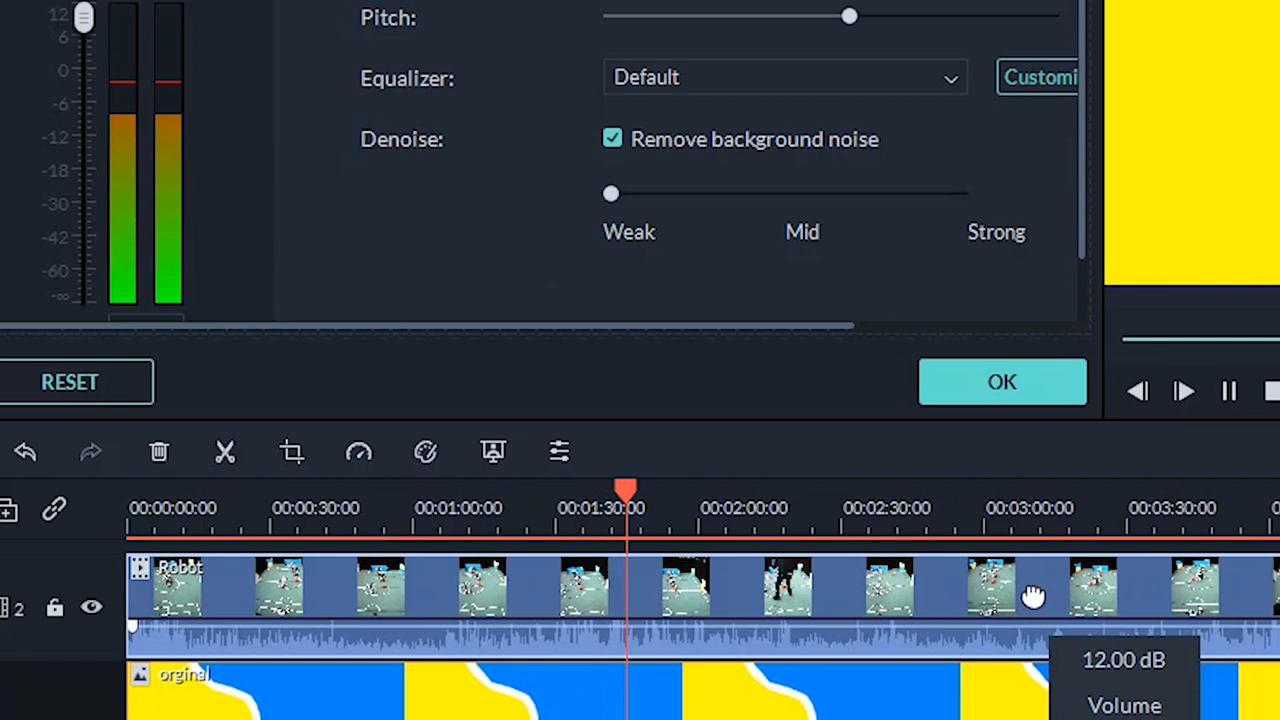 12
6
0
-6
-12
-18
-30
-42
-60
-∞
Pitch:
Equalizer:
Default
Customi
Denoise:
Remove background noise
Weak
Mid
Strong
RESET
OK
00:00:00:00
00:00:30:00
00:01:00:00
00:01:30:00
00:02:00:00
00:02:30:00
00:03:00:00
00:03:30:00
0
Robot
2
orginal
12.00 dB
Volume